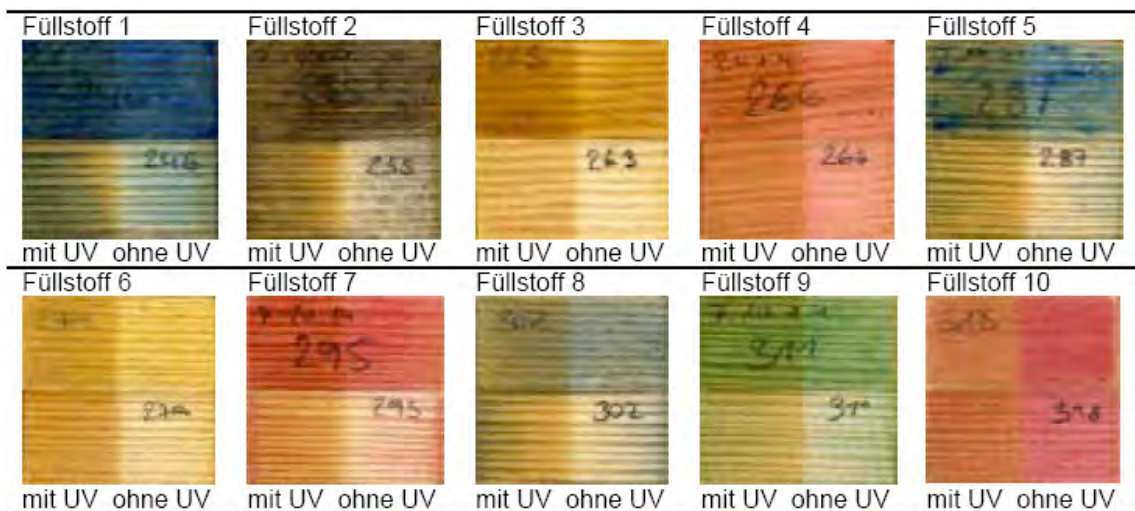 Füllstoff 1 Füllstoff 2 Füllstoff 3 Füllstoff 4 Füllstoff 5
266
287
246 255 263 266 287
mit UV ohne UV mit UV ohne UV mit UV ohne UV mit UV ohne UV mit UV ohne UV
Füllstoff 6 Füllstoff 7 Füllstoff 8 Füllstoff 9 Füllstoff 10
295
295 302 318
mit UV ohne UV mit UV ohne UV mit UV ohne UV mit UV ohne UV mit UV ohne UV